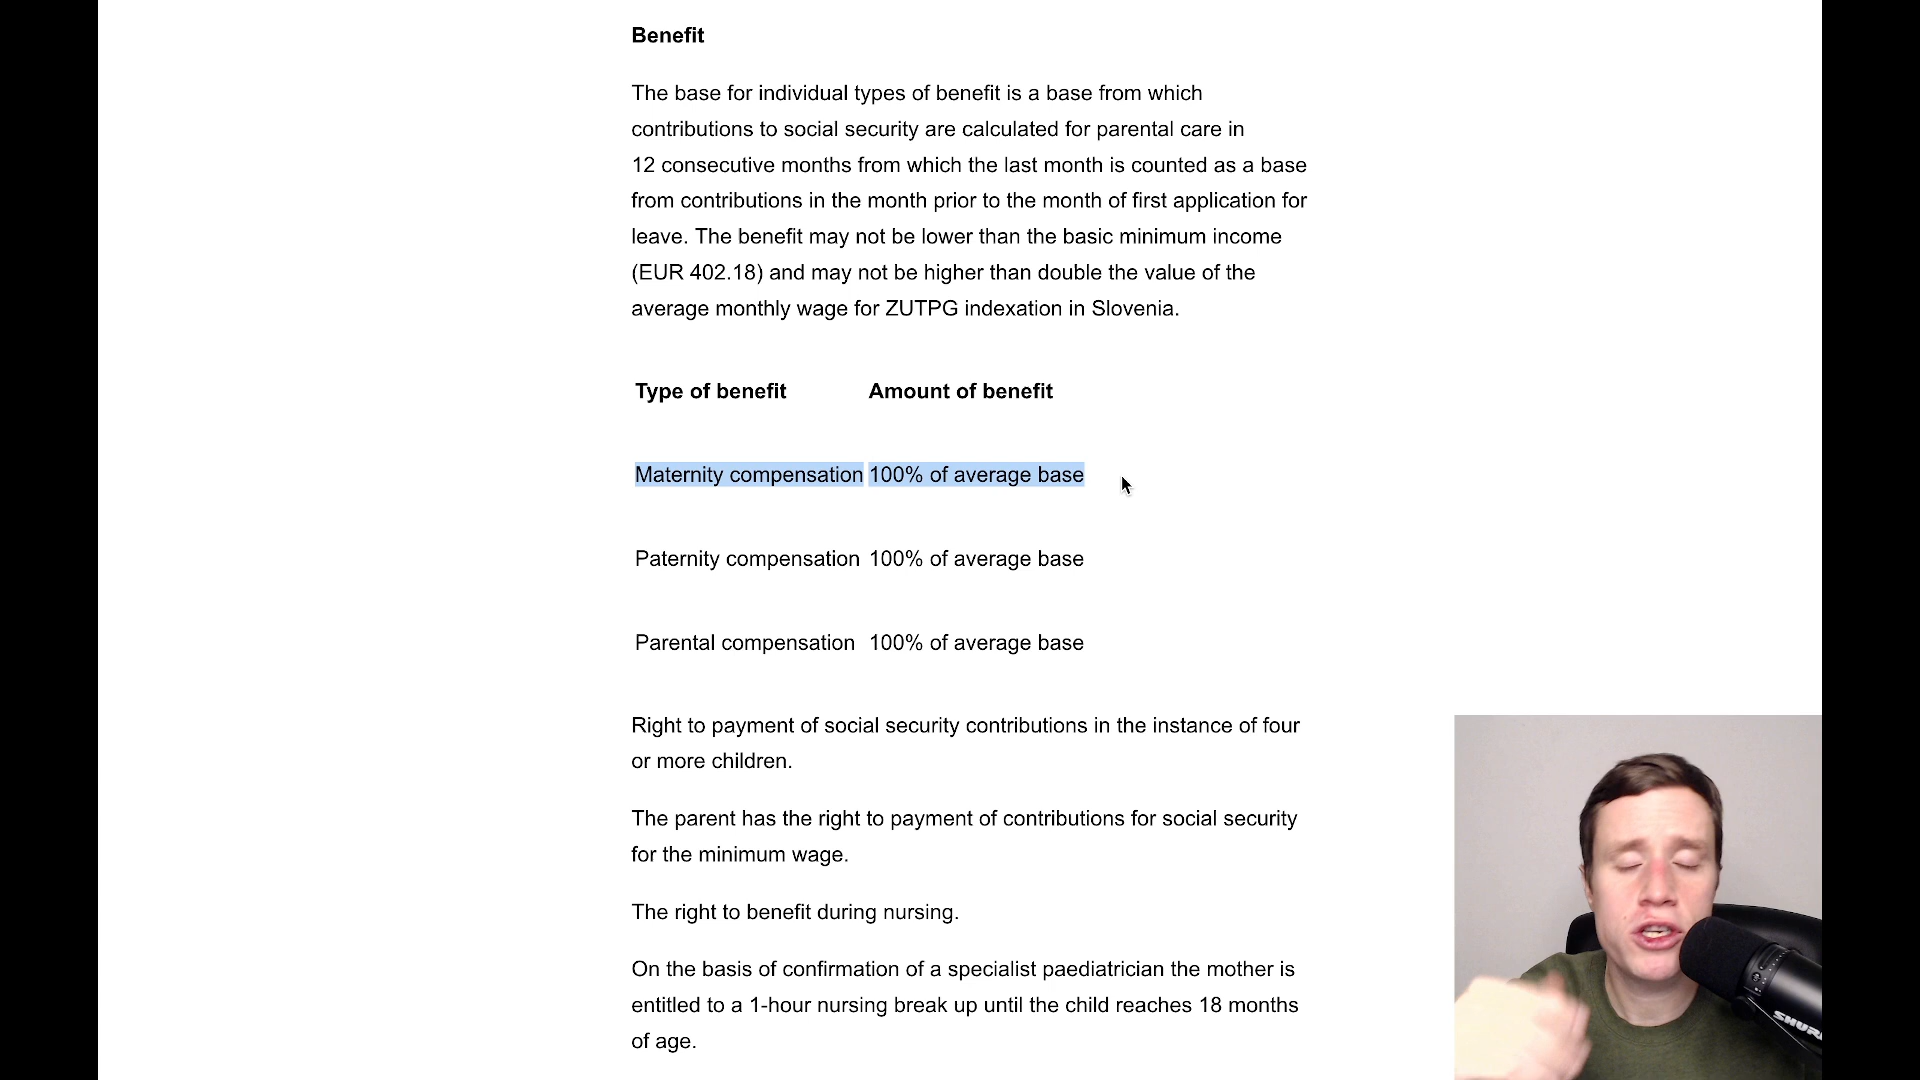 Benefit
The base for individual types of benefit is a base from which
contributions to social security are calculated for parental care in
12 consecutive months from which the last month is counted as a base
from contributions in the month prior to the month of first application for
leave. The benefit may not be lower than the basic minimum income
(EUR 402.18) and may not be higher than double the value of the
average monthly wage for ZUTPG indexation in Slovenia.
Type of benefit Amount of benefit
Maternity compensation 100% of average base
Paternity compensation 100% of average base
Parental compensation 100% of average base
Right to payment of social security contributions in the instance of four
or more children.
The parent has the right to payment of contributions for social security
for the minimum wage.
The right to benefit during nursing.
On the basis of confirmation of a specialist paediatrician the mother is
entitled to a 1-hour nursing break up until the child reaches 18 months
of age.
SHURE